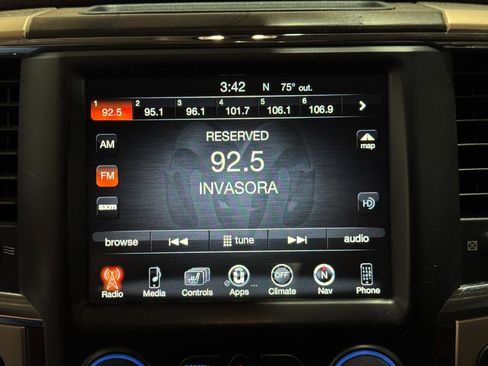 3:42 N 75° out.
1 92.5 2 95.1 3 96.1 4 101.7 5 106.1 6 106.9
AM RESERVED map
FM 92.5
sxm INVASORA HD
browse tune audio
OFF N
Radio Media Controls Apps Climate Nav Phone